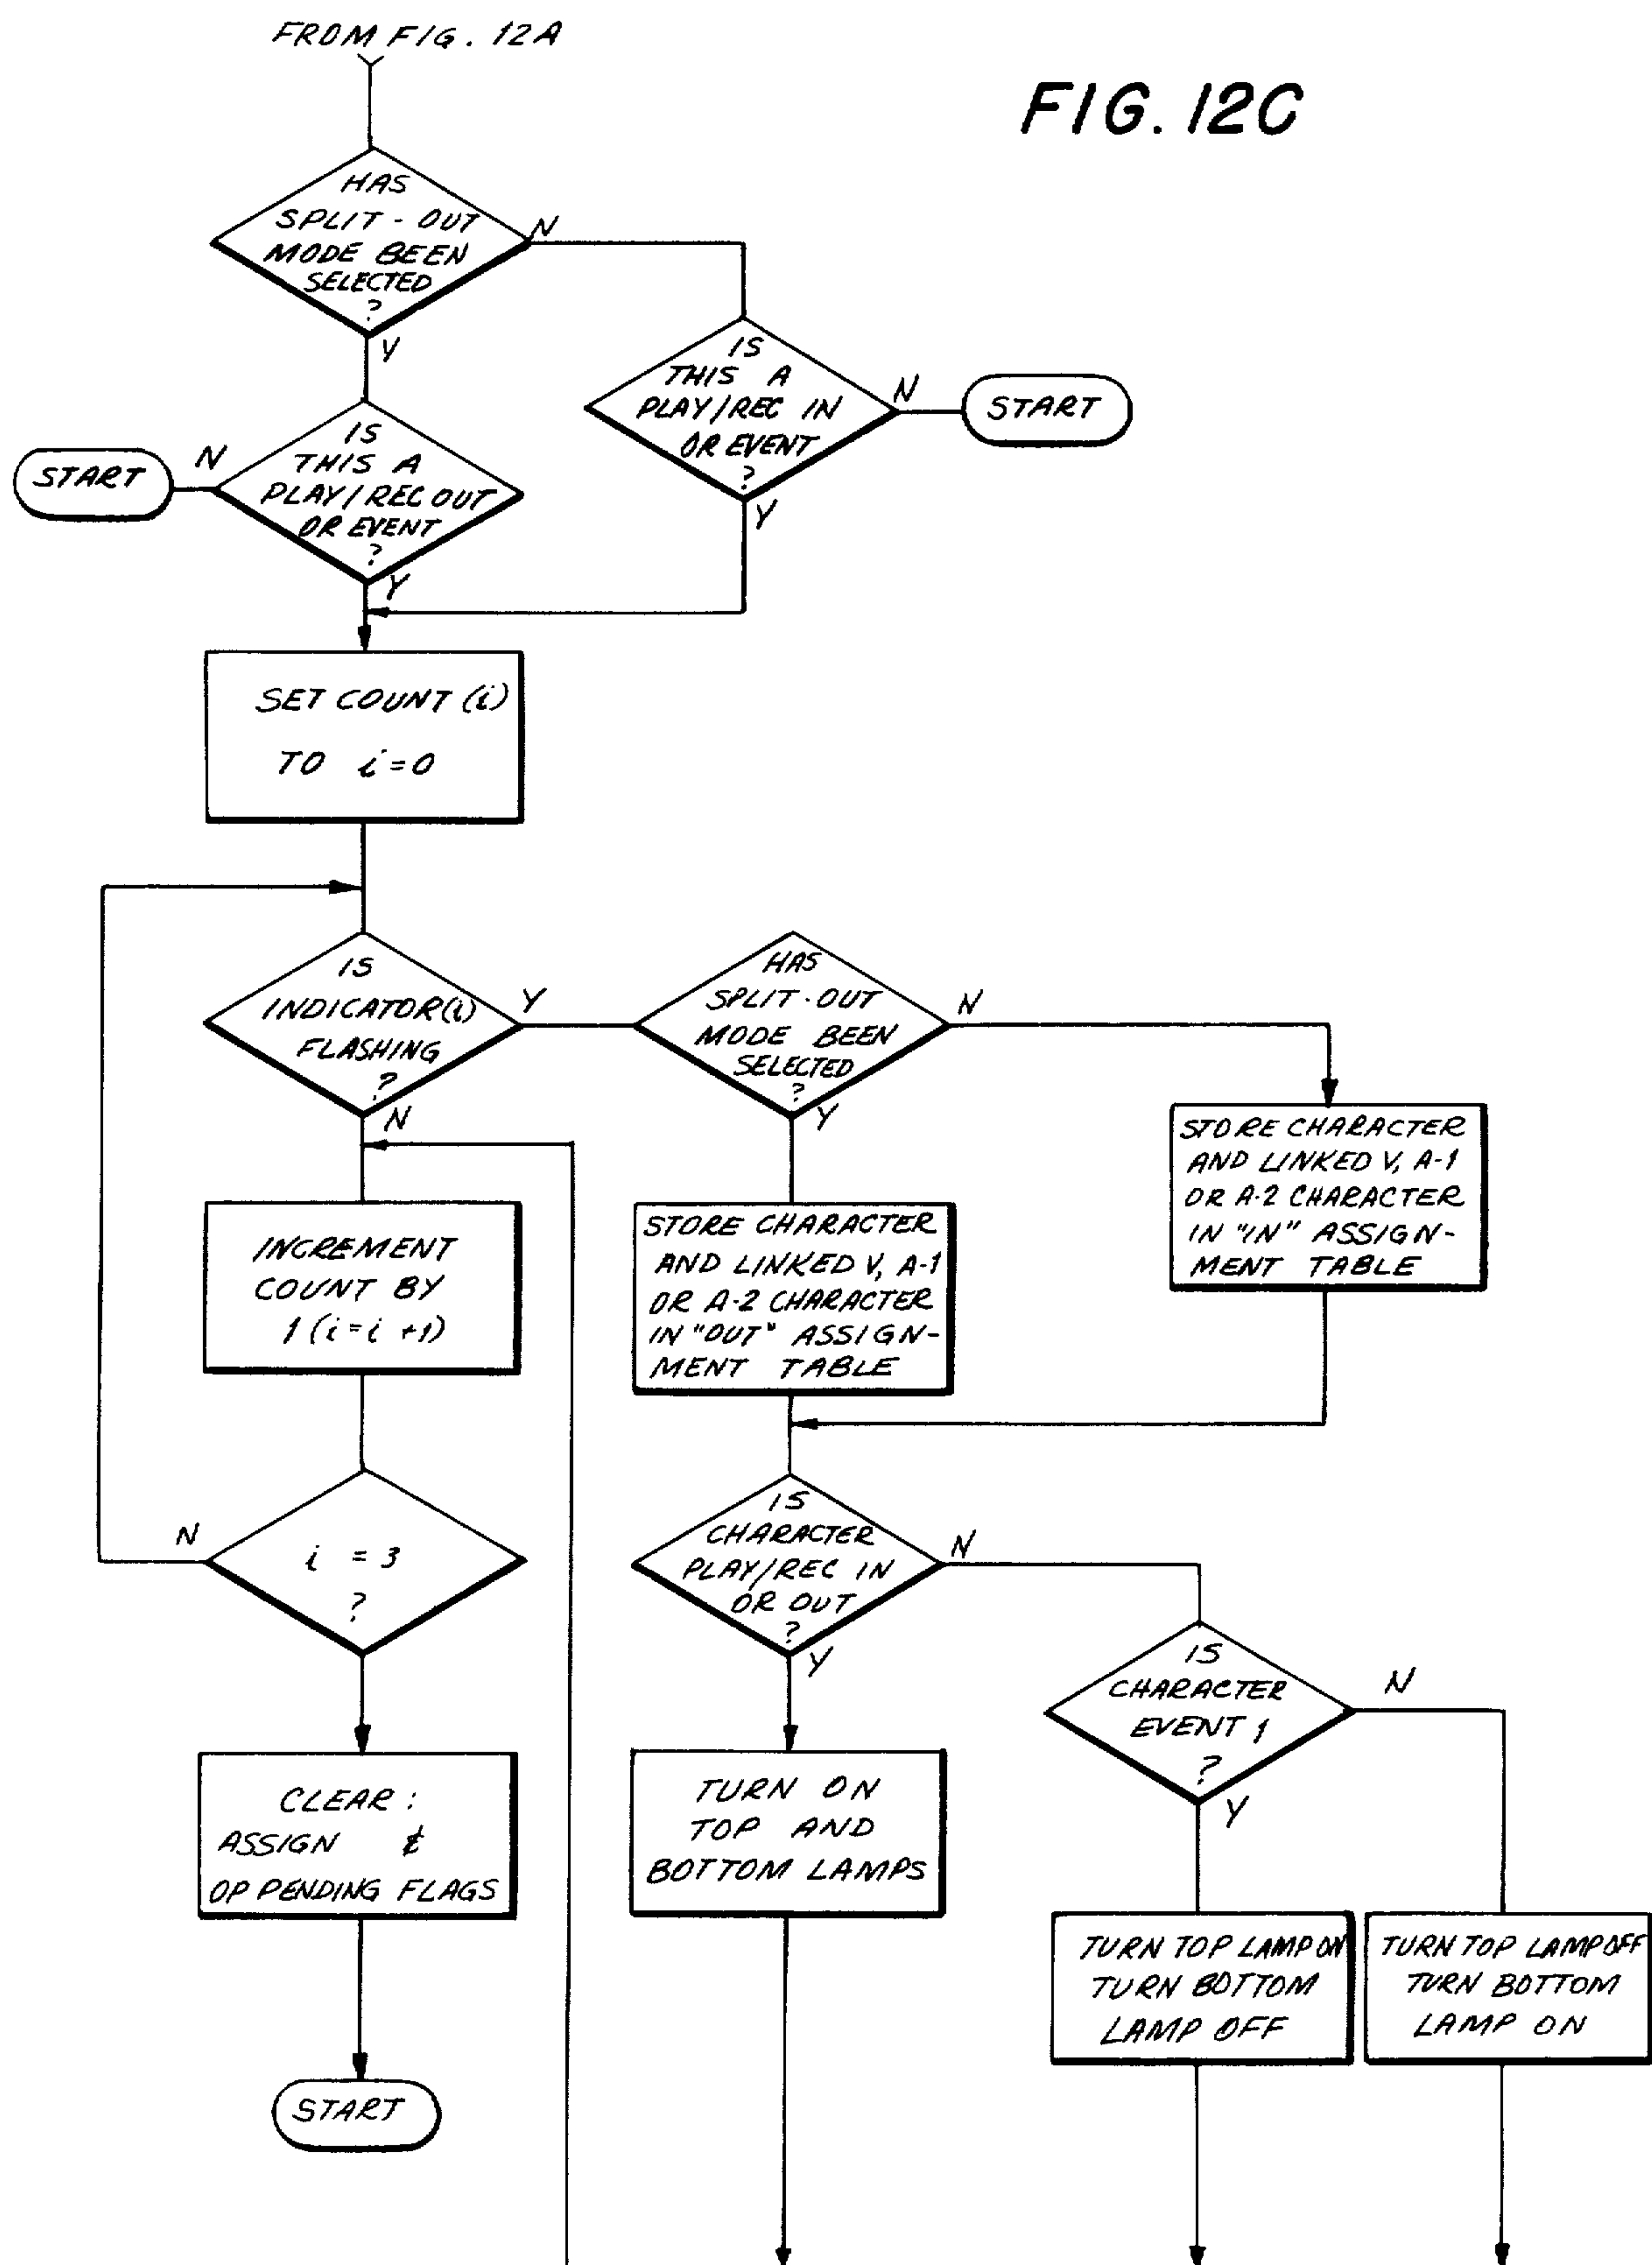 FROM FIG. 12A
FIG. 12C
HAS
SPLIT-OUT
MODE BEEN
SELECTED
?
N
Y
IS
THIS A
PLAY/REC IN
OR EVENT
?
N
START
Y
IS
THIS A
PLAY/REC OUT
OR EVENT
?
N
START
Y
SET COUNT (i)
TO i=0
IS
INDICATOR(i)
FLASHING
?
Y
N
HAS
SPLIT-OUT
MODE BEEN
SELECTED
?
N
Y
STORE CHARACTER
AND LINKED V, A-1
OR A-2 CHARACTER
IN "IN" ASSIGN-
MENT TABLE
STORE CHARACTER
AND LINKED V, A-1
OR A-2 CHARACTER
IN "OUT" ASSIGN-
MENT TABLE
INCREMENT
COUNT BY
1 (i=i+1)
i = 3
?
N
IS
CHARACTER
PLAY/REC IN
OR OUT
?
N
Y
IS
CHARACTER
EVENT 1
?
N
Y
CLEAR:
ASSIGN &
OP PENDING FLAGS
TURN ON
TOP AND
BOTTOM LAMPS
TURN TOP LAMP ON
TURN BOTTOM
LAMP OFF
TURN TOP LAMP OFF
TURN BOTTOM
LAMP ON
START